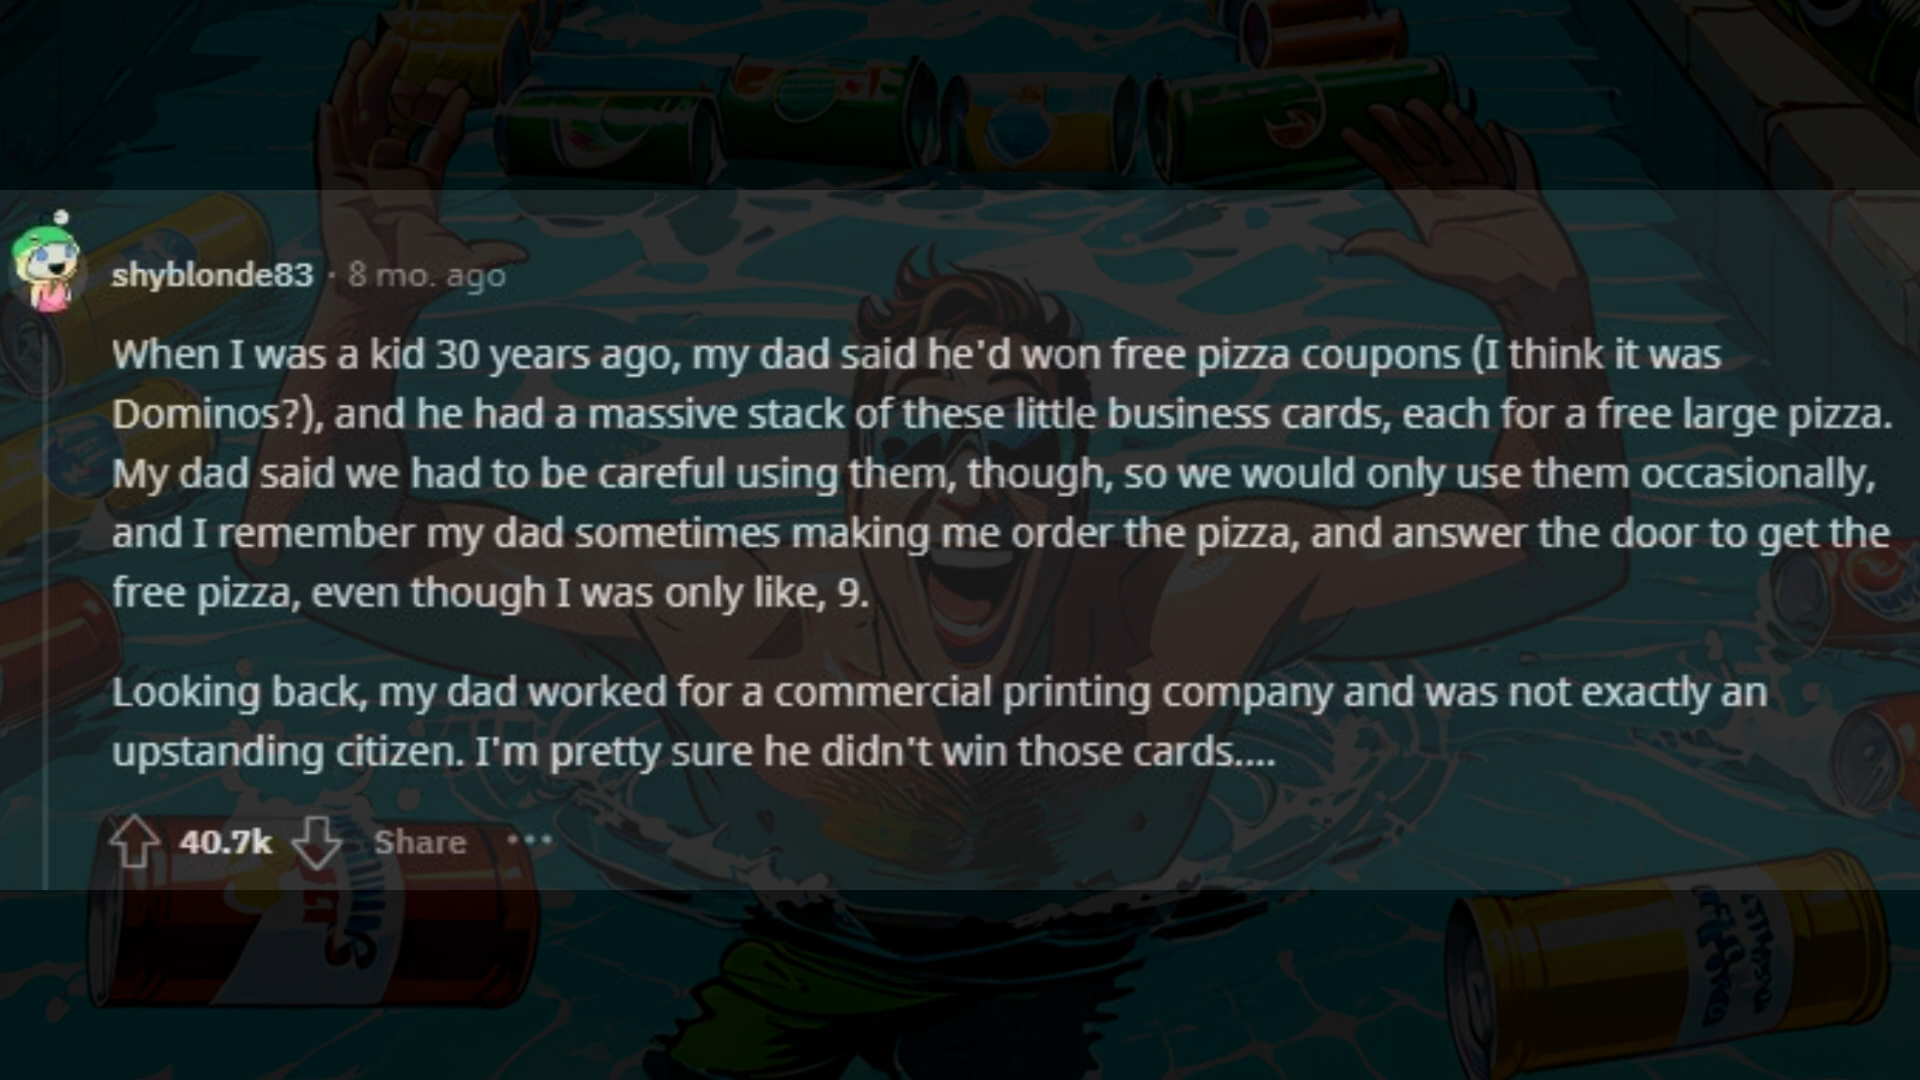 shyblonde83 · 8 mo. ago
When I was a kid 30 years ago, my dad said he'd won free pizza coupons (I think it was
Dominos?), and he had a massive stack of these little business cards, each for a free large pizza.
My dad said we had to be careful using them, though, so we would only use them occasionally,
and I remember my dad sometimes making me order the pizza, and answer the door to get the
free pizza, even though I was only like, 9.
Looking back, my dad worked for a commercial printing company and was not exactly an
upstanding citizen. I'm pretty sure he didn't win those cards....
40.7k Share ...